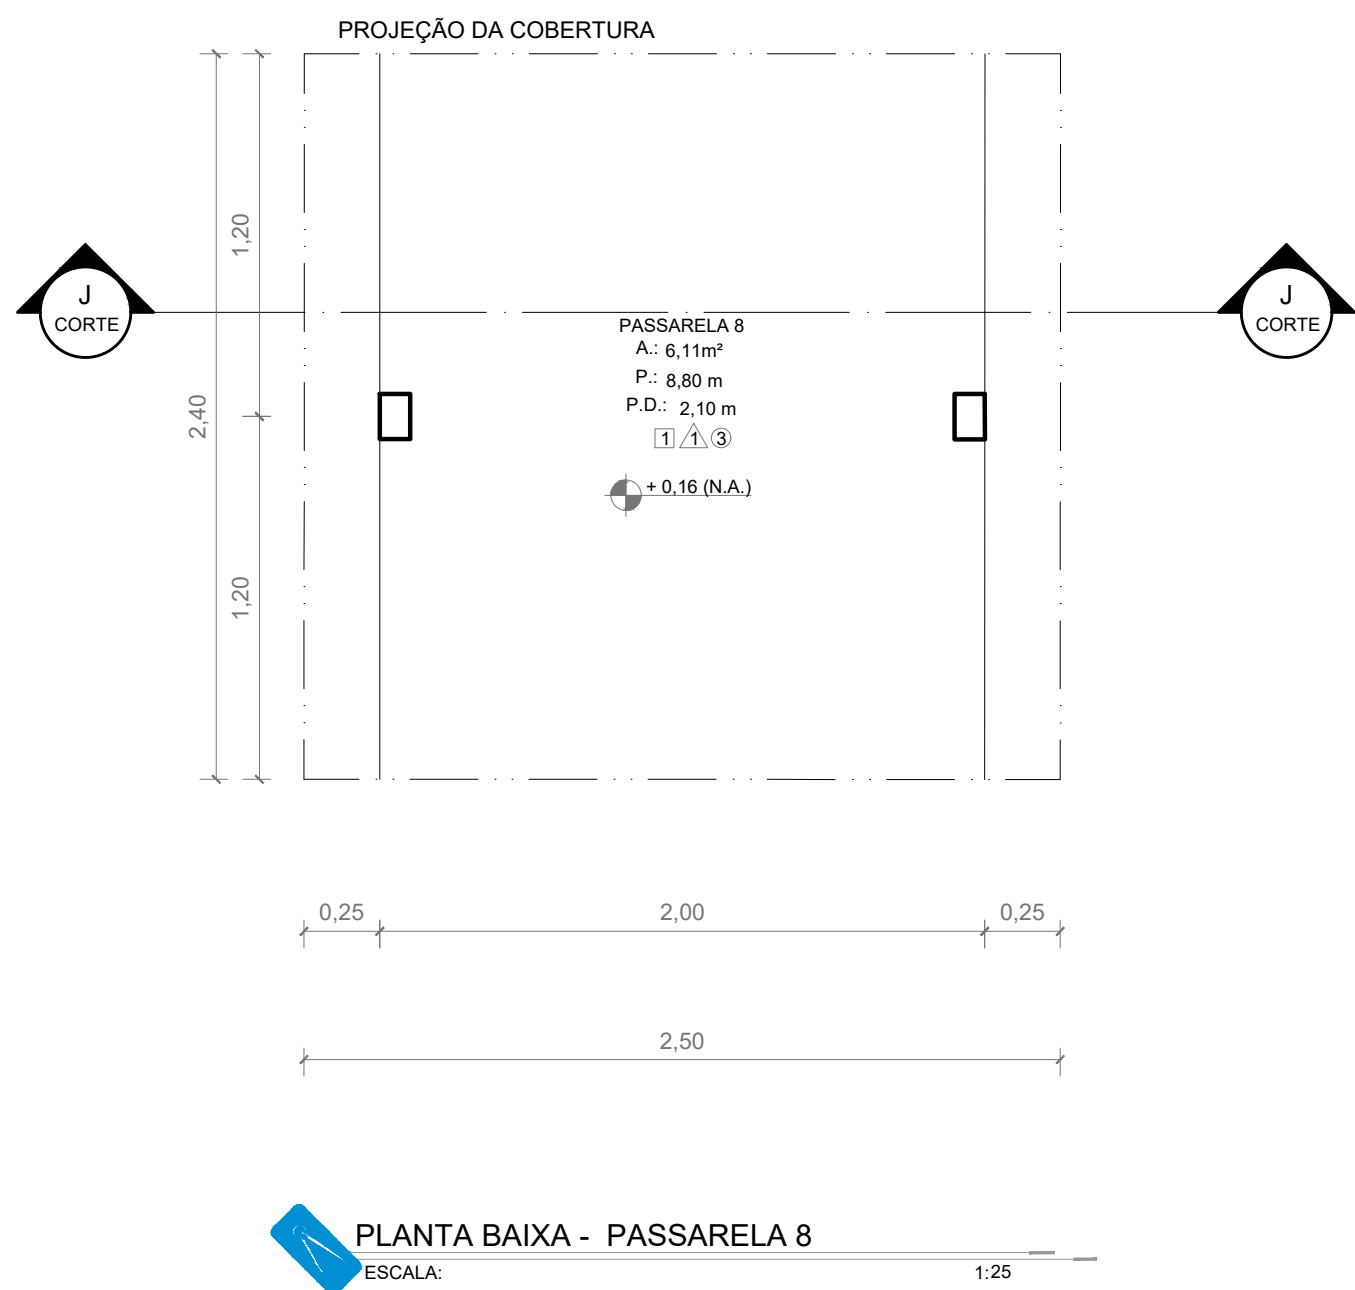 PROJEÇÃO DA COBERTURA
1,20
2,40
1,20
J
CORTE
J
CORTE
PASSARELA 8
A.: 6,11m²
P.: 8,80 m
P.D.: 2,10 m
1 1 3
+ 0,16 (N.A.)
0,25 2,00 0,25
2,50
PLANTA BAIXA - PASSARELA 8
ESCALA: 1:25